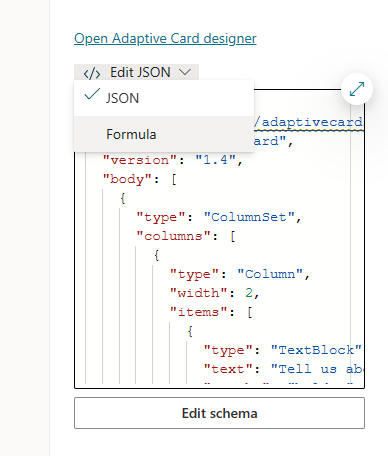 Open Adaptive Card designer
</> Edit JSON
JSON
Formula
/adaptivecard
ard",
"version": "1.4",
"body": [
{
"type": "ColumnSet",
"columns": [
{
"type": "Column",
"width": 2,
"items": [
{
"type": "TextBlock"
"text": "Tell us abo
Edit schema